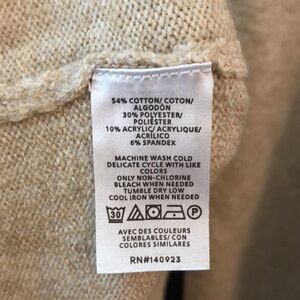 54% COTTON/ COTON/
ALGODÓN
30% POLYESTER/
POLIÉSTER
10% ACRYLIC/ ACRYLIQUE/
ACRÍLICO
6% SPANDEX
MACHINE WASH COLD
DELICATE CYCLE WITH LIKE
COLORS
ONLY NON-CHLORINE
BLEACH WHEN NEEDED
TUMBLE DRY LOW
COOL IRON WHEN NEEDED
30 P
AVEC DES COULEURS
SEMBLABLES/ CON
COLORES SIMILARES
RN#140923